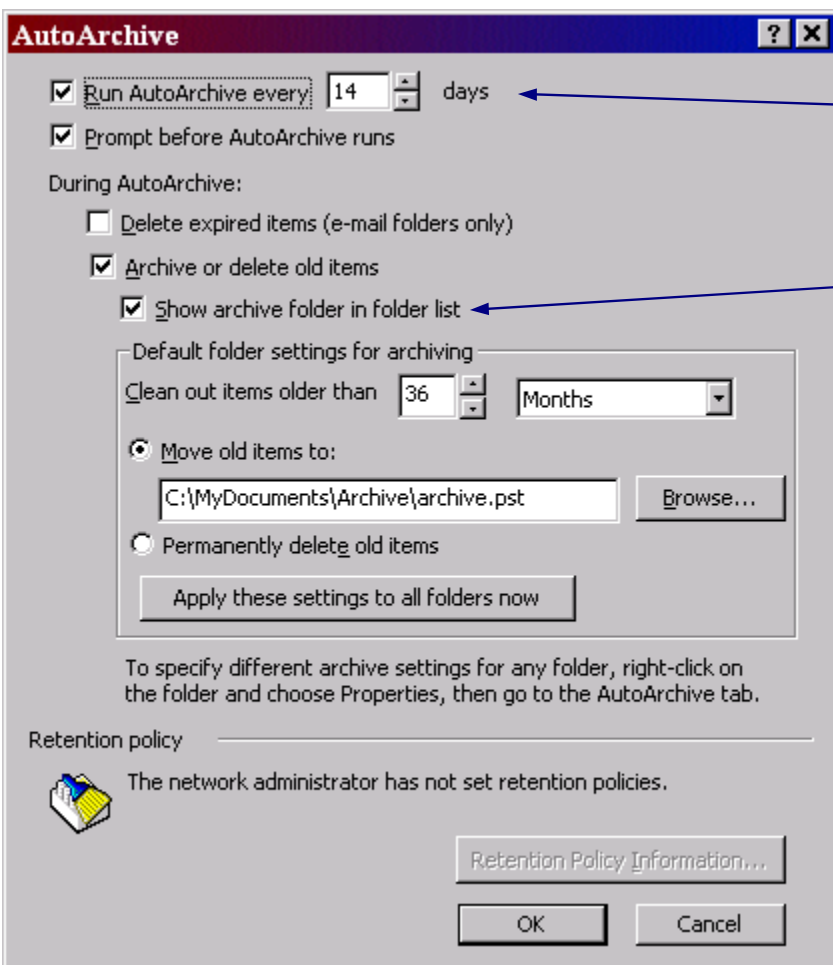 AutoArchive
Run AutoArchive every 14 days
Prompt before AutoArchive runs
During AutoArchive:
Delete expired items (e-mail folders only)
Archive or delete old items
Show archive folder in folder list
Default folder settings for archiving
Clean out items older than 36 Months
Move old items to:
C:\MyDocuments\Archive\archive.pst Browse...
Permanently delete old items
Apply these settings to all folders now
To specify different archive settings for any folder, right-click on
the folder and choose Properties, then go to the AutoArchive tab.
Retention policy
The network administrator has not set retention policies.
Retention Policy Information...
OK Cancel